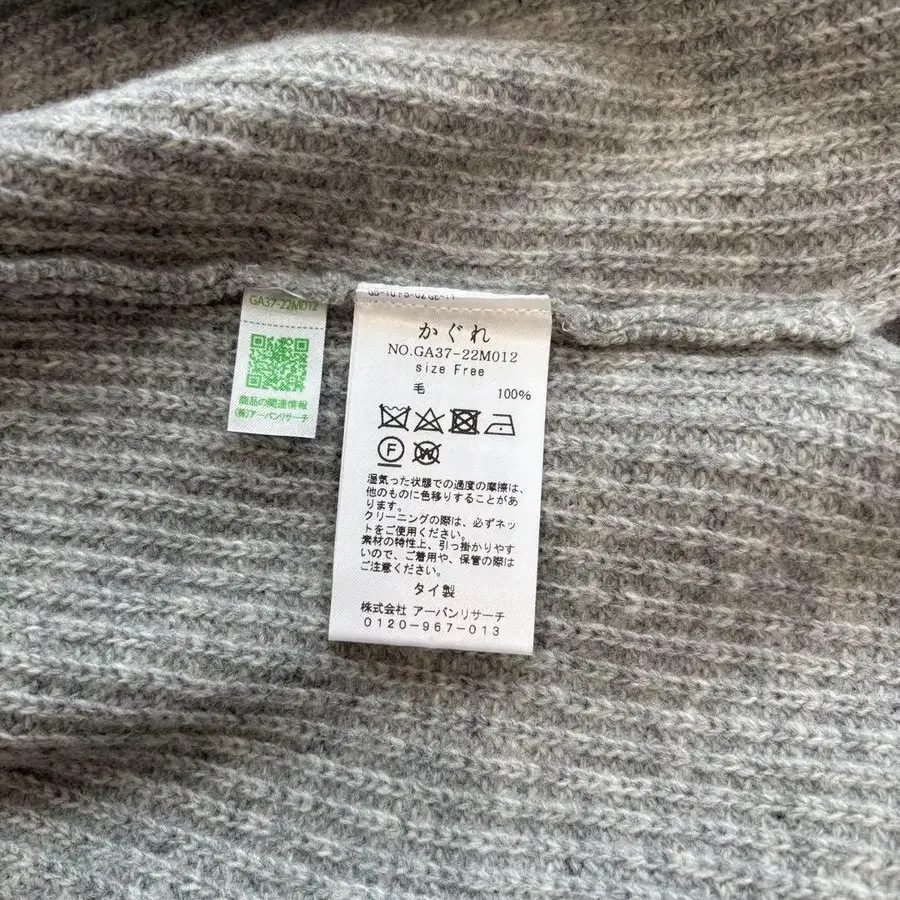 GA37-22M012
商品の関連情報
(株)アーバンリサーチ
かぐれ
NO.GA37-22M012
size Free
毛 100%
F
W
湿気った状態での過度の摩擦は、
他のものに色移りすることがあ
ります。
クリーニングの際は、必ずネッ
トをご使用ください。
素材の特性上、引っ掛かりやす
いので、ご着用や、保管の際は
ご注意ください。
タイ製
株式会社 アーバンリサーチ
0120-967-013